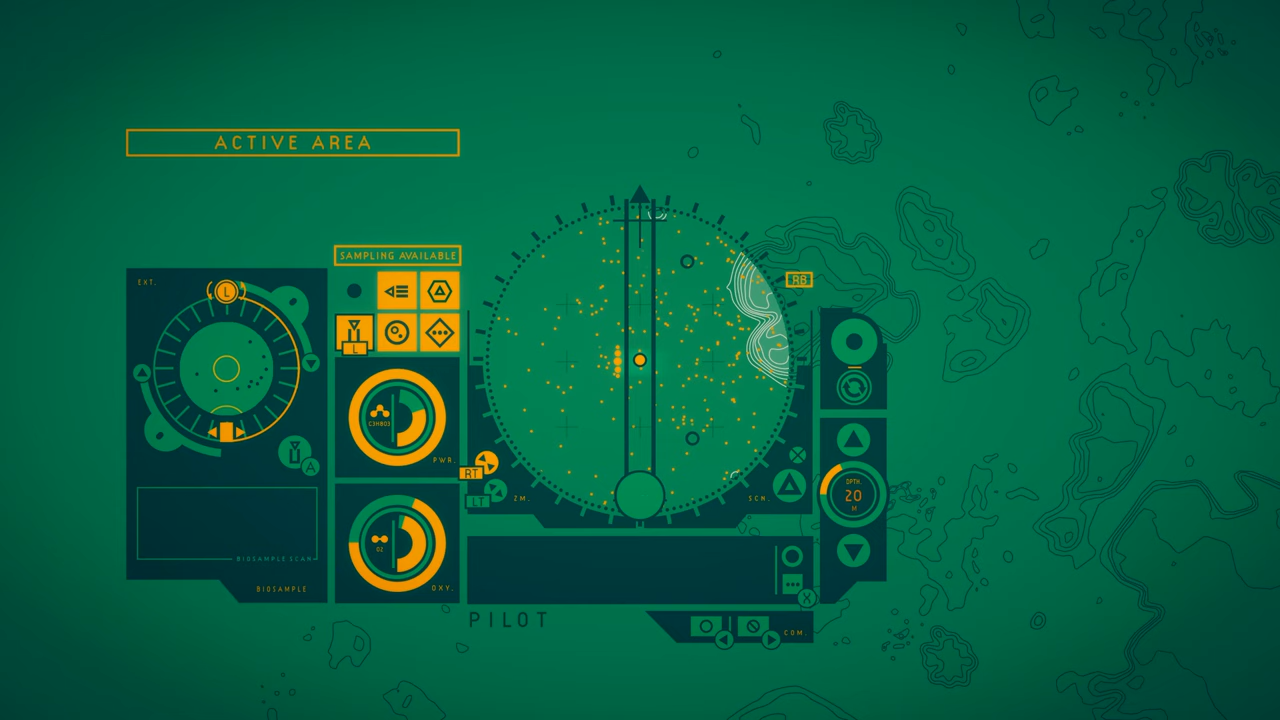 ACTIVE AREA
SAMPLING AVAILABLE
EXT.
L
RB
L
C3H8O3
PWR.
A
RT
LT
ZM.
SCN.
DPTH.
20
M
O2
OXY.
BIOSAMPLE SCAN
BIOSAMPLE
X
PILOT
COM.